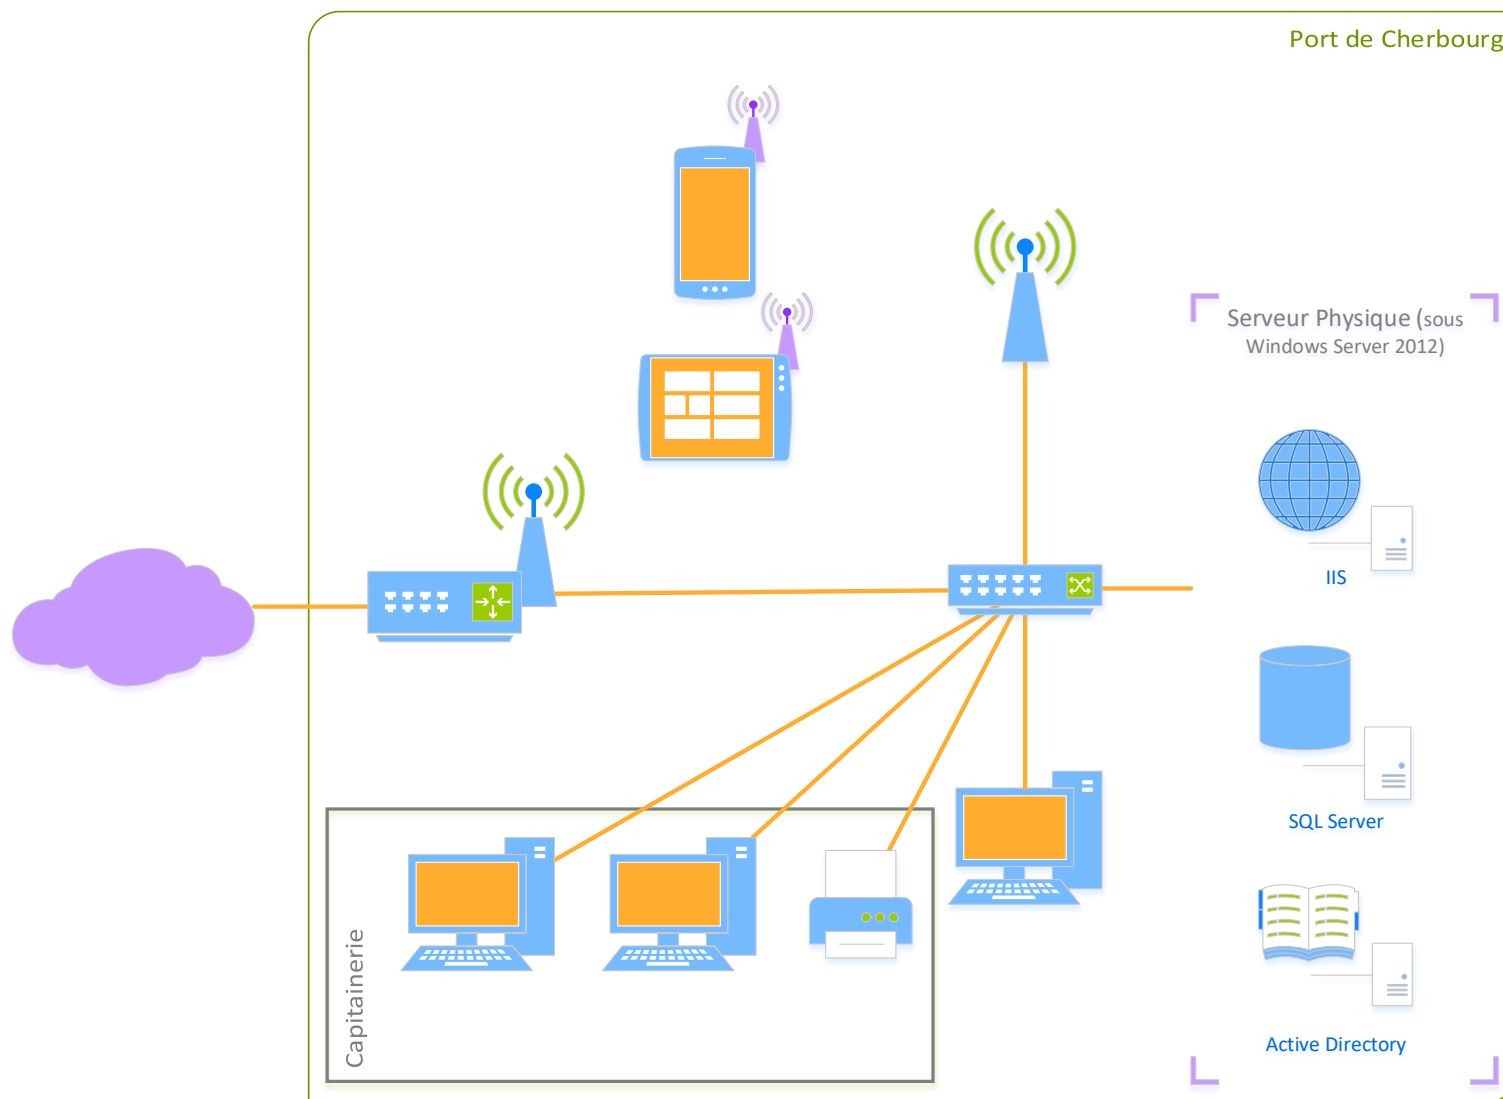 Port de Cherbourg
Serveur Physique (sous
Windows Server 2012)
IIS
SQL Server
Active Directory
Capitainerie